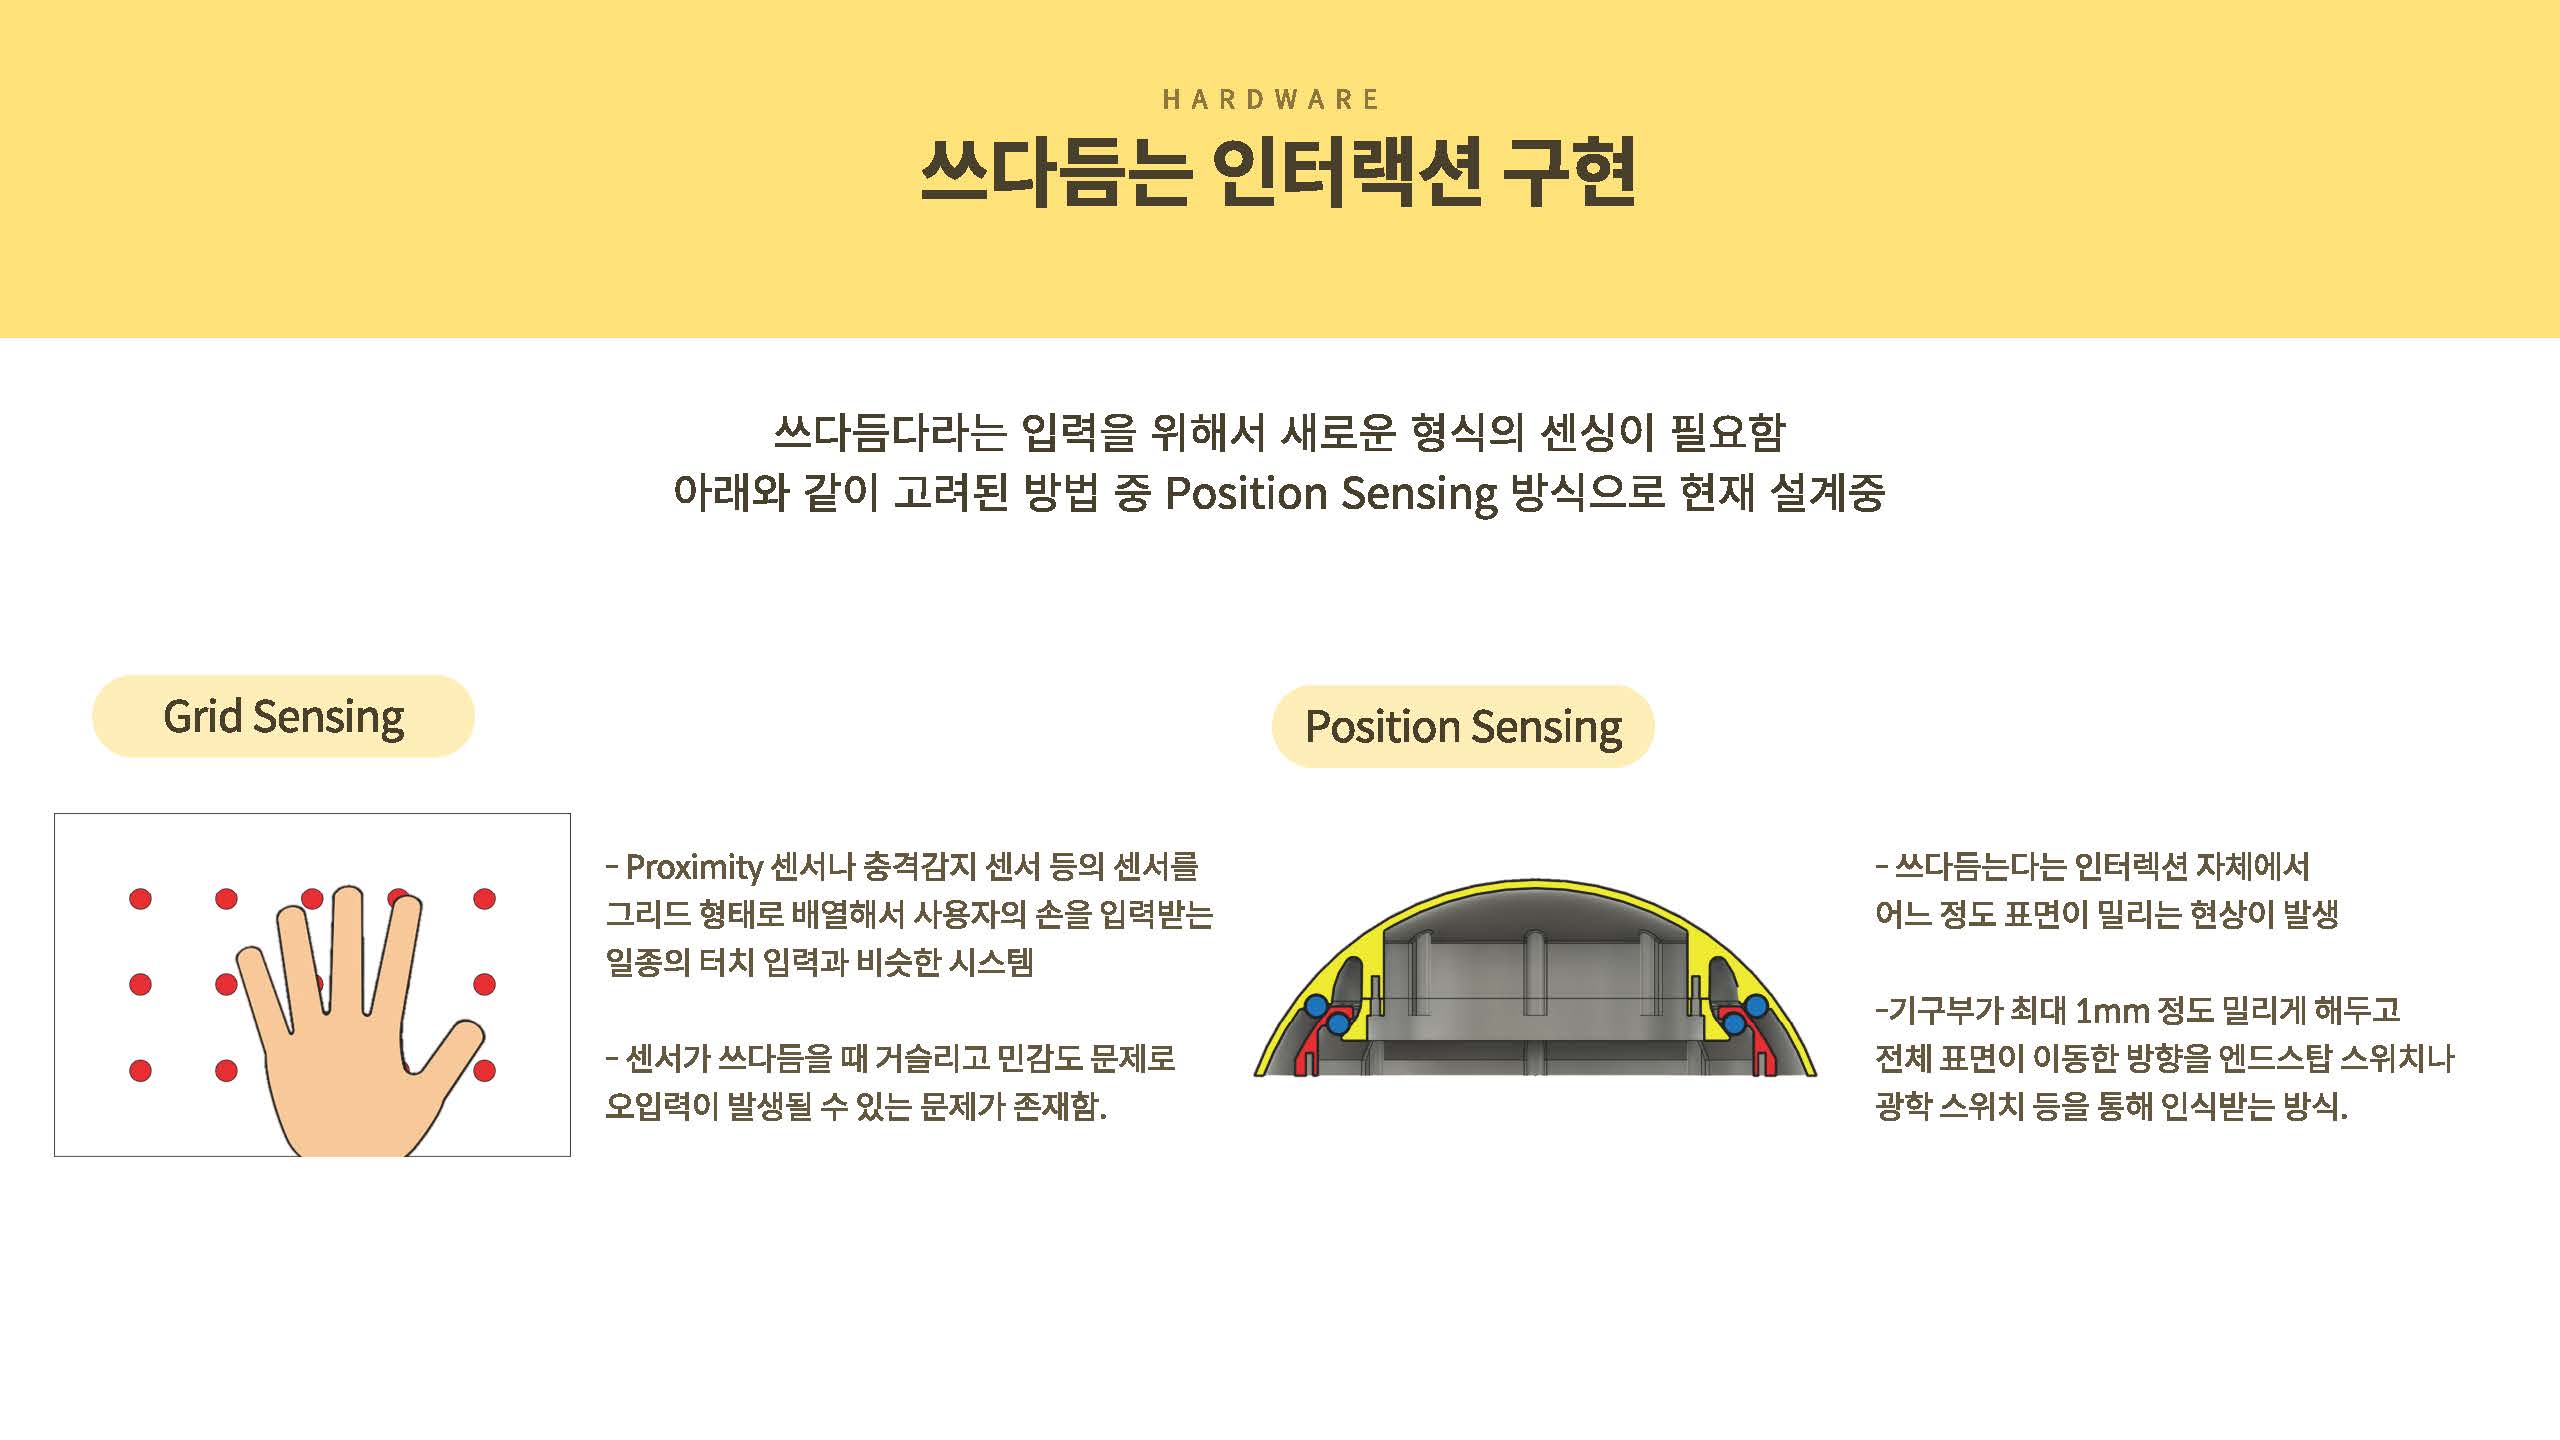 HARDWARE
쓰다듬는 인터랙션 구현
쓰다듬다라는 입력을 위해서 새로운 형식의 센싱이 필요함
아래와 같이 고려된 방법 중 Position Sensing 방식으로 현재 설계중
Grid Sensing
- Proximity 센서나 충격감지 센서 등의 센서를
그리드 형태로 배열해서 사용자의 손을 입력받는
일종의 터치 입력과 비슷한 시스템
- 센서가 쓰다듬을 때 거슬리고 민감도 문제로
오입력이 발생될 수 있는 문제가 존재함.
Position Sensing
- 쓰다듬는다는 인터렉션 자체에서
어느 정도 표면이 밀리는 현상이 발생
-기구부가 최대 1mm 정도 밀리게 해두고
전체 표면이 이동한 방향을 엔드스탑 스위치나
광학 스위치 등을 통해 인식받는 방식.